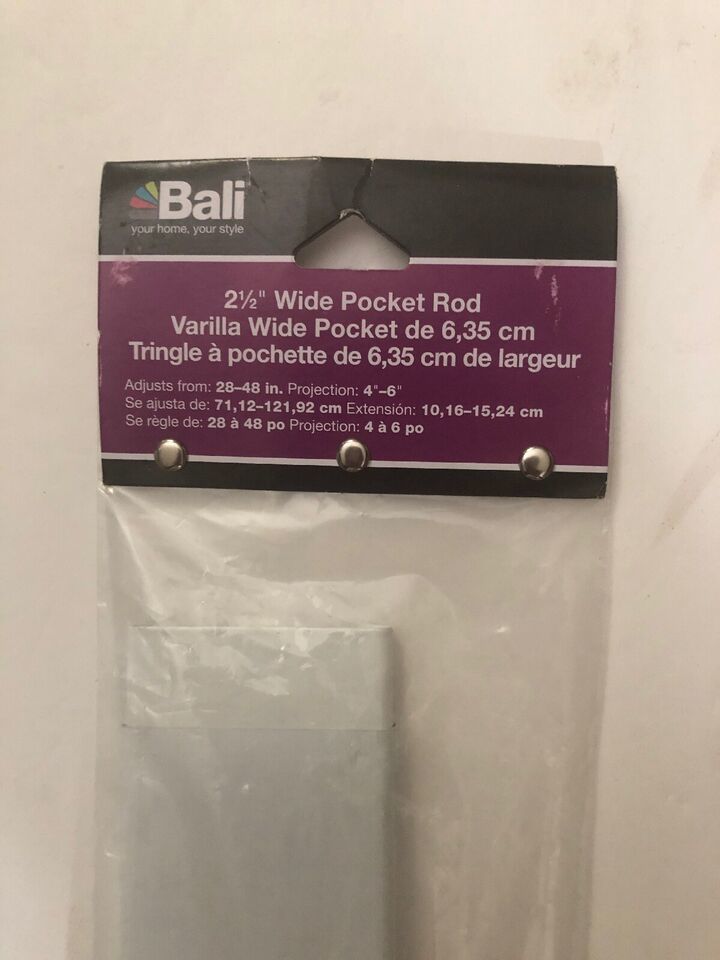 Bali
your home, your style
2½" Wide Pocket Rod
Varilla Wide Pocket de 6,35 cm
Tringle à pochette de 6,35 cm de largeur
Adjusts from: 28–48 in. Projection: 4"–6"
Se ajusta de: 71,12–121,92 cm Extensión: 10,16–15,24 cm
Se règle de: 28 à 48 po Projection: 4 à 6 po